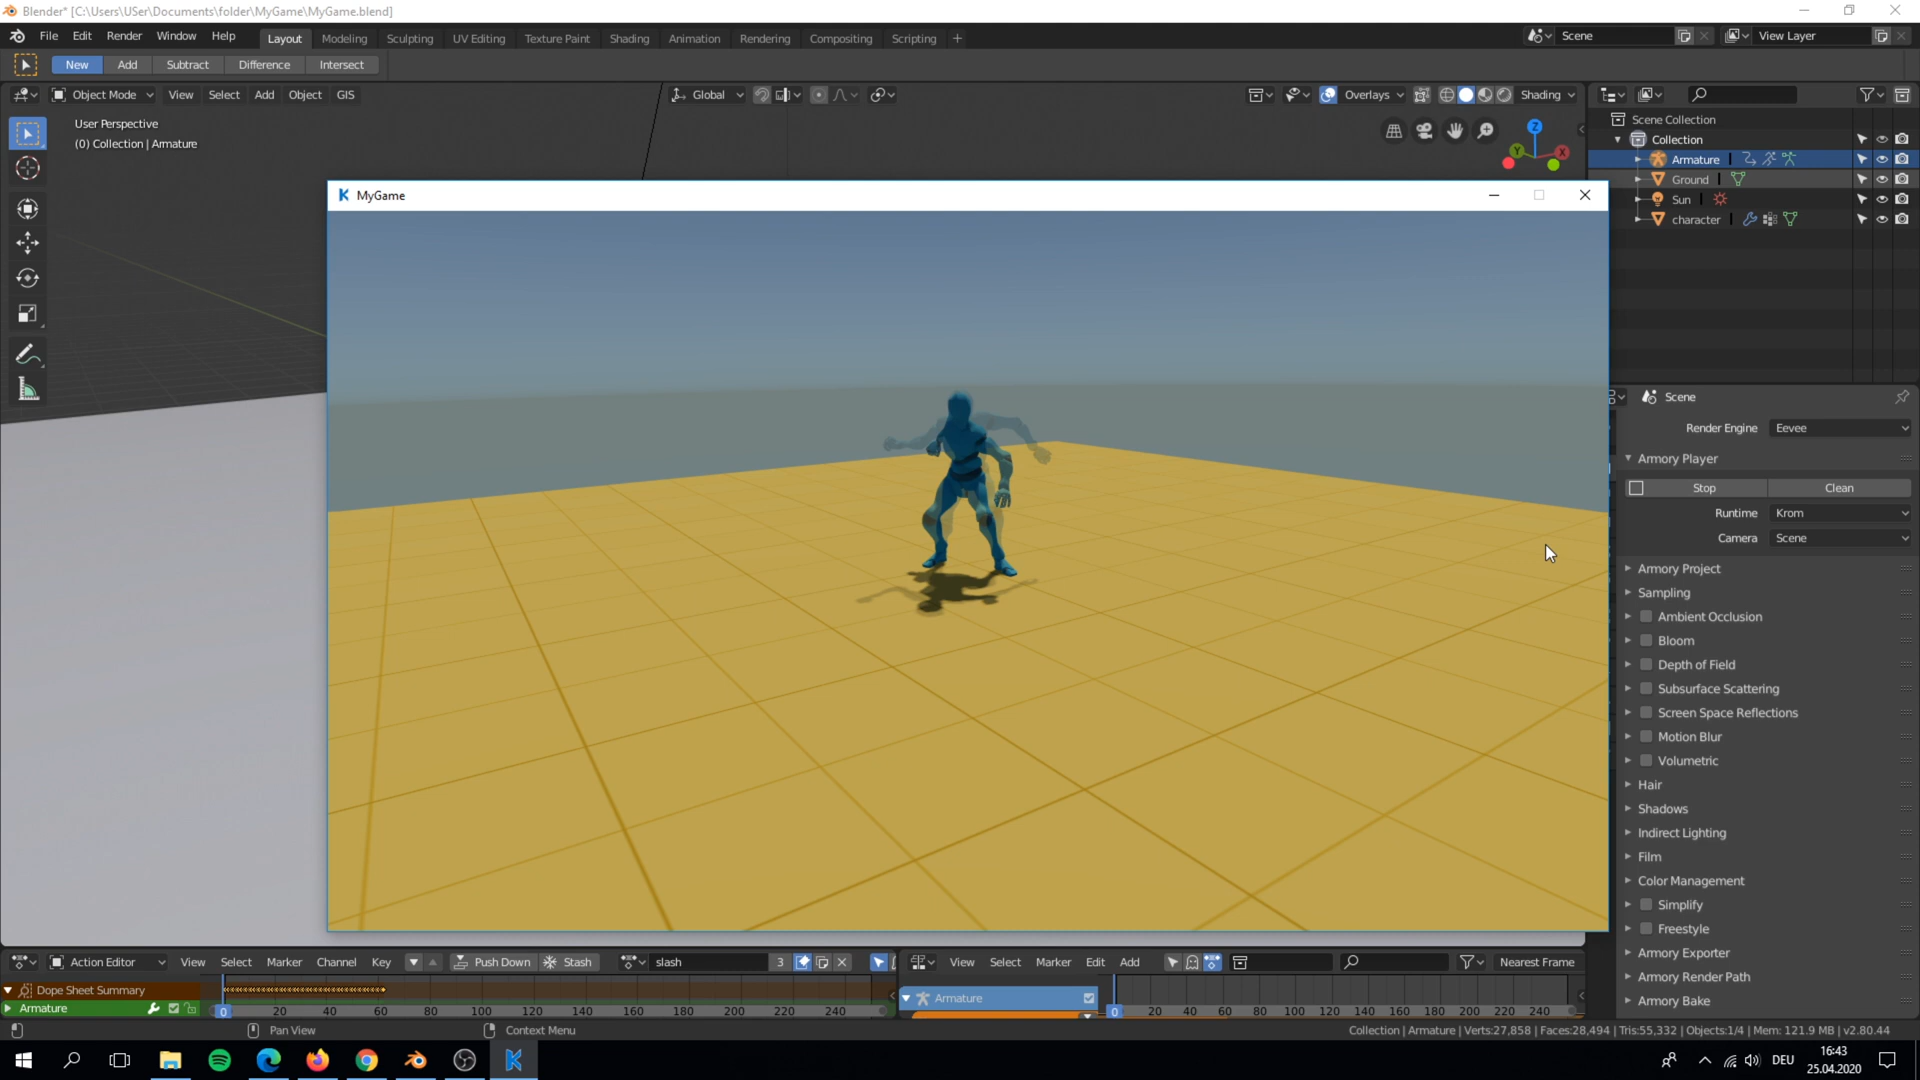 Blender* [C:\Users\USer\Documents\folder\MyGame\MyGame.blend]
File Edit Render Window Help Layout Modeling Sculpting UV Editing Texture Paint Shading Animation Rendering Compositing Scripting + Scene View Layer
New Add Subtract Difference Intersect
Object Mode View Select Add Object GIS Global Overlays Shading
User Perspective
(0) Collection | Armature
Z
Y
X
Scene Collection
Collection
Armature
Ground
Sun
character
MyGame
Scene
Render Engine Eevee
Armory Player
Stop Clean
Runtime Krom
Camera Scene
Armory Project
Sampling
Ambient Occlusion
Bloom
Depth of Field
Subsurface Scattering
Screen Space Reflections
Motion Blur
Volumetric
Hair
Shadows
Indirect Lighting
Film
Color Management
Simplify
Freestyle
Armory Exporter
Armory Render Path
Armory Bake
Action Editor View Select Marker Channel Key Push Down Stash slash 3 View Select Marker Edit Add Nearest Frame
Dope Sheet Summary
Armature
Armature
0 20 40 60 80 100 120 140 160 180 200 220 240
0 20 40 60 80 100 120 140 160 180 200 220 240
Pan View Context Menu Collection | Armature | Verts:27,858 | Faces:28,494 | Tris:55,332 | Objects:1/4 | Mem: 121.9 MB | v2.80.44
DEU
16:43
25.04.2020